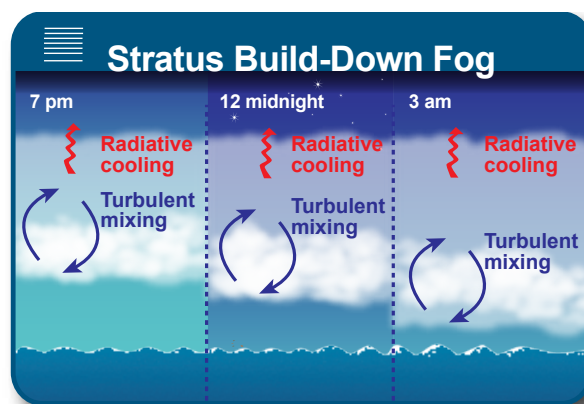 Stratus Build-Down Fog
7 pm
Radiative
cooling
Turbulent
mixing
12 midnight
Radiative
cooling
Turbulent
mixing
3 am
Radiative
cooling
Turbulent
mixing